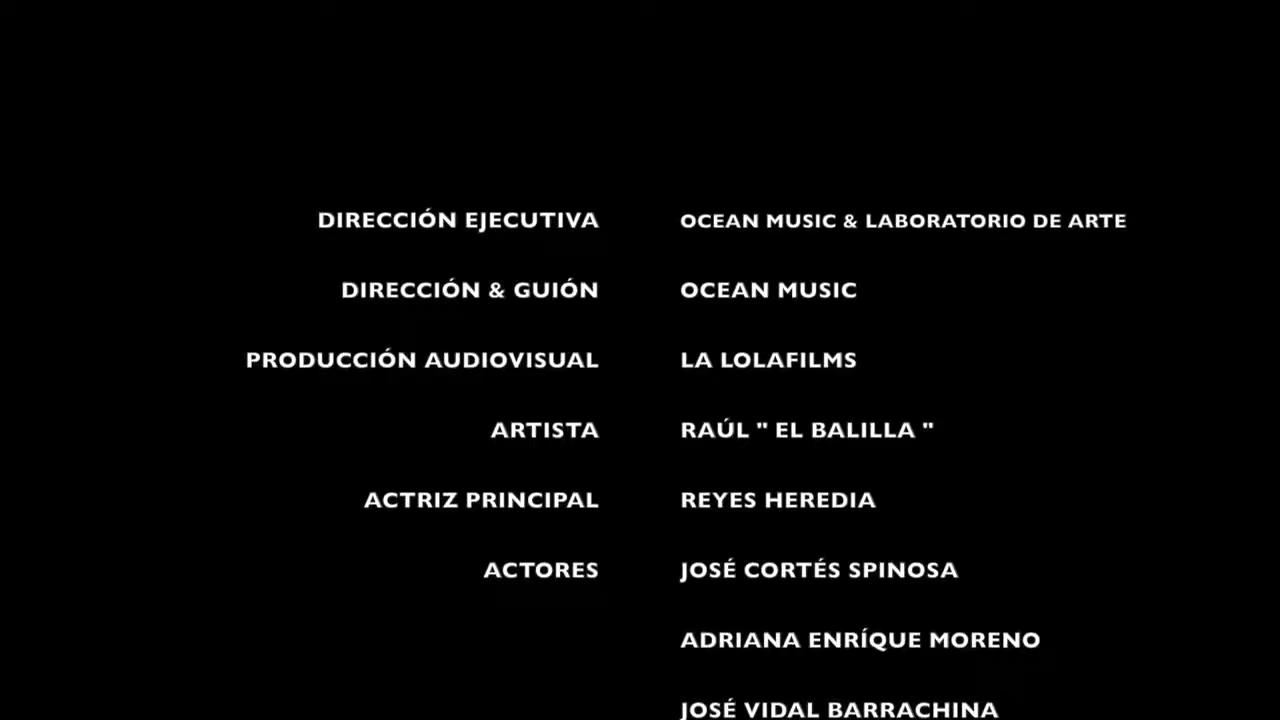 DIRECCIÓN EJECUTIVA OCEAN MUSIC & LABORATORIO DE ARTE
DIRECCIÓN & GUIÓN OCEAN MUSIC
PRODUCCIÓN AUDIOVISUAL LA LOLAFILMS
ARTISTA RAÚL " EL BALILLA "
ACTRIZ PRINCIPAL REYES HEREDIA
ACTORES JOSÉ CORTÉS SPINOSA
ADRIANA ENRÍQUE MORENO
JOSÉ VIDAL BARRACHINA